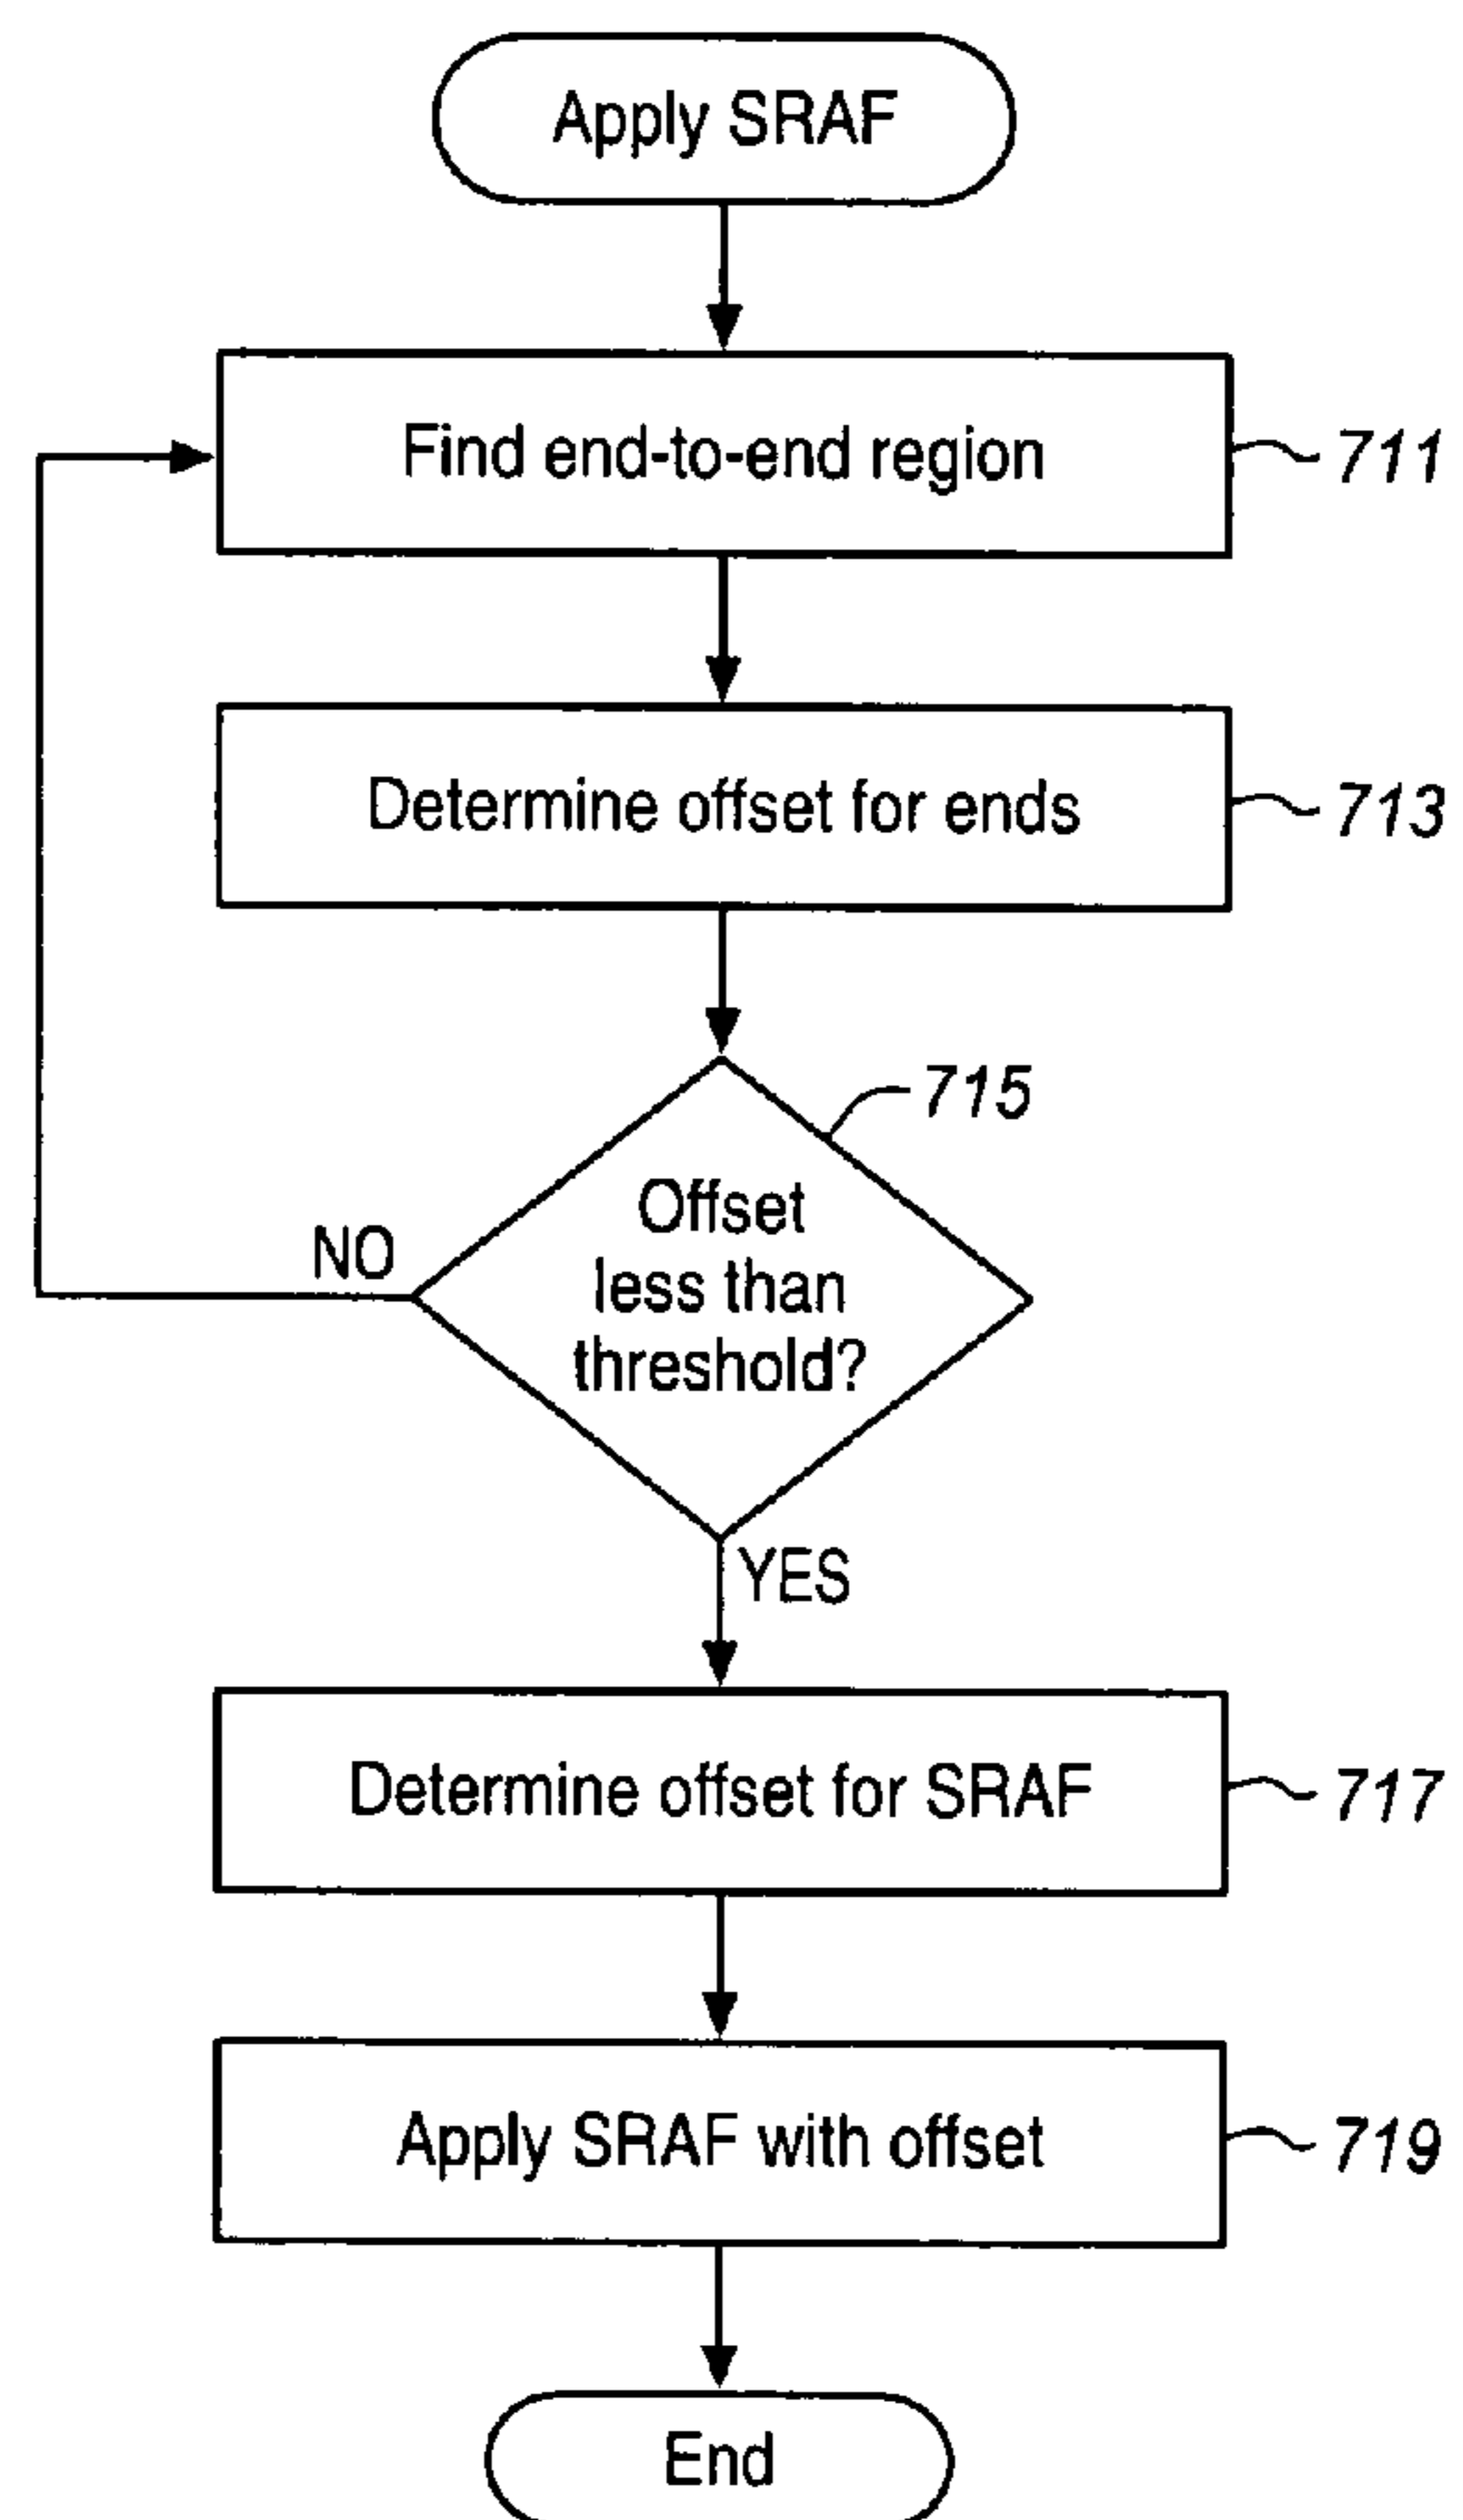 Apply SRAF
Find end-to-end region
711
Determine offset for ends
713
715
Offset
less than
threshold?
NO
YES
Determine offset for SRAF
717
Apply SRAF with offset
719
End